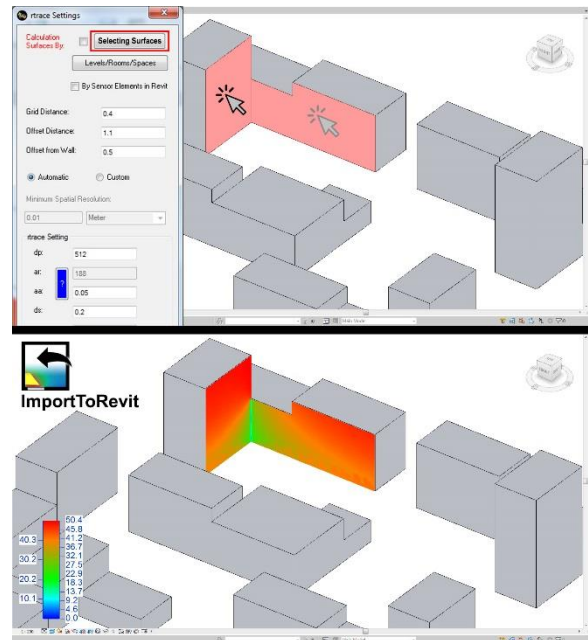 rtrace Settings
Calculation
Surfaces By:
Selecting Surfaces
Levels/Rooms/Spaces
By Sensor Elements in Revit
Grid Distance:
0.4
Offset Distance:
1.1
Offset from Wall:
0.5
Automatic
Custom
Minimum Spatial Resolution:
0.01
Meter
rtrace Setting
dp:
512
ar:
188
?
aa:
0.05
ds:
0.2
ImportToRevit
50.4
45.8
41.2
40.3
36.7
32.1
30.2
27.5
22.9
20.2
18.3
13.7
10.1
9.2
4.6
0.0